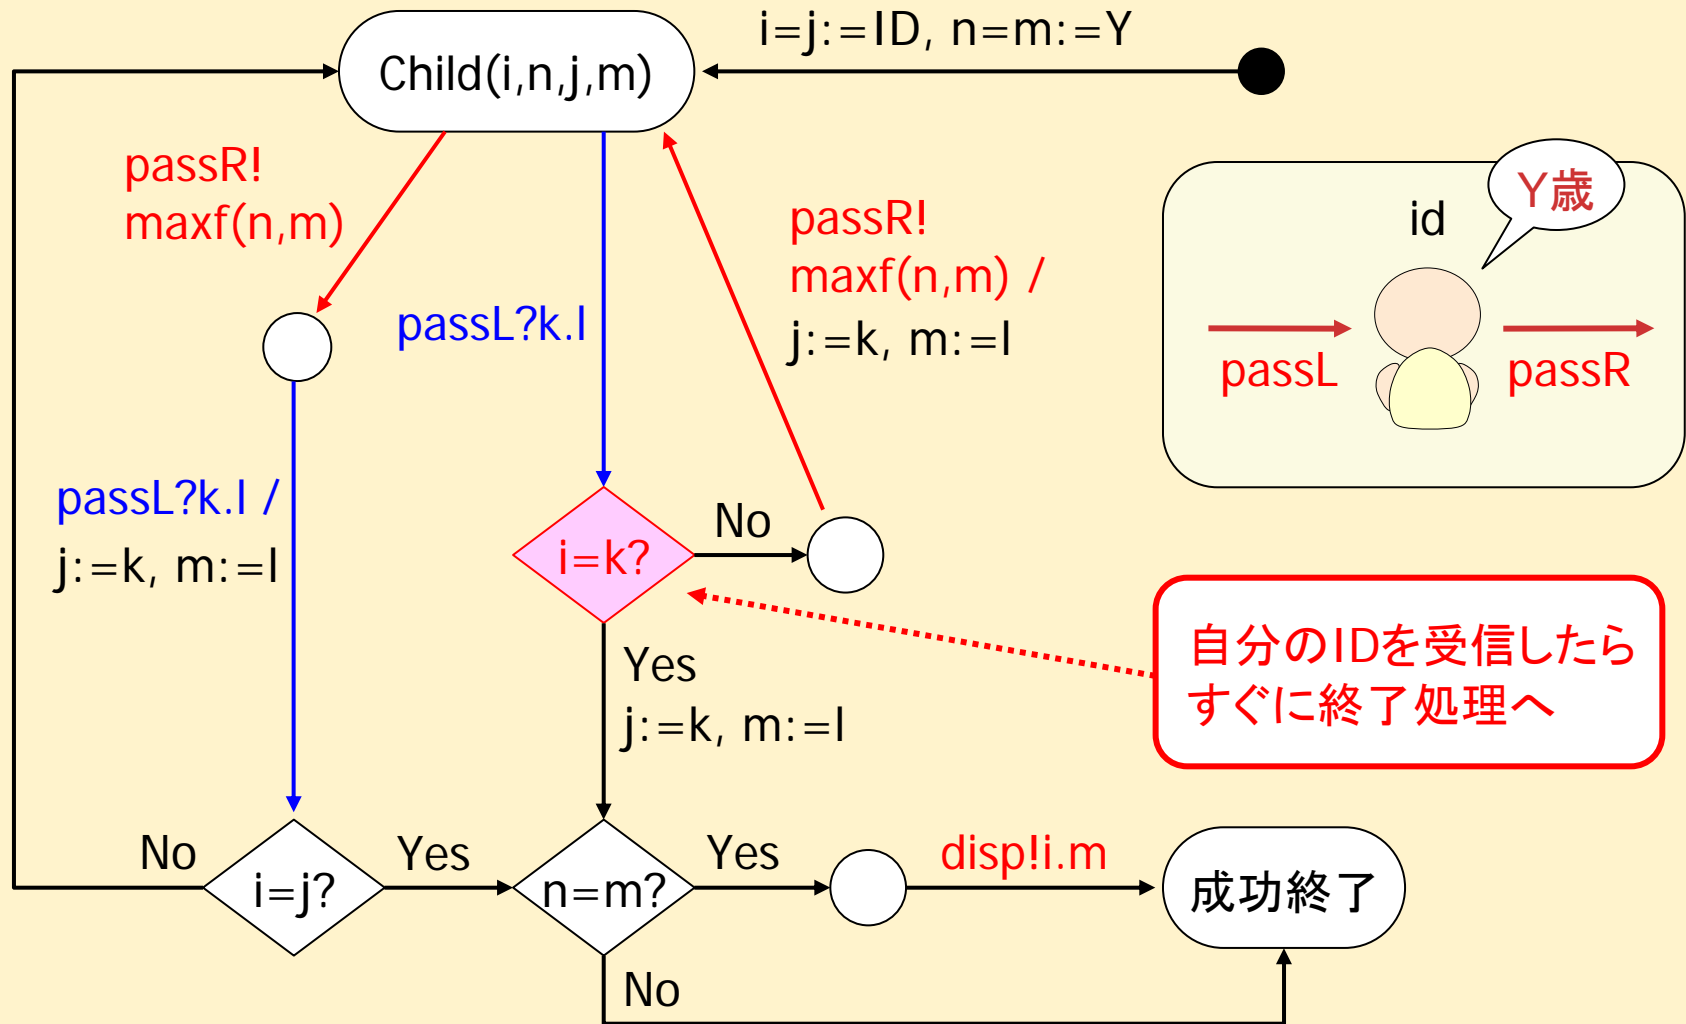 i=j:=ID, n=m:=Y
Child(i,n,j,m)
passR!
maxf(n,m)
passL?k.l
passR!
maxf(n,m) /
j:=k, m:=l
Y歳
id
passL
passR
passL?k.l /
j:=k, m:=l
i=k?
No
自分のIDを受信したら
すぐに終了処理へ
Yes
j:=k, m:=l
No
i=j?
Yes
n=m?
Yes
disp!i.m
成功終了
No